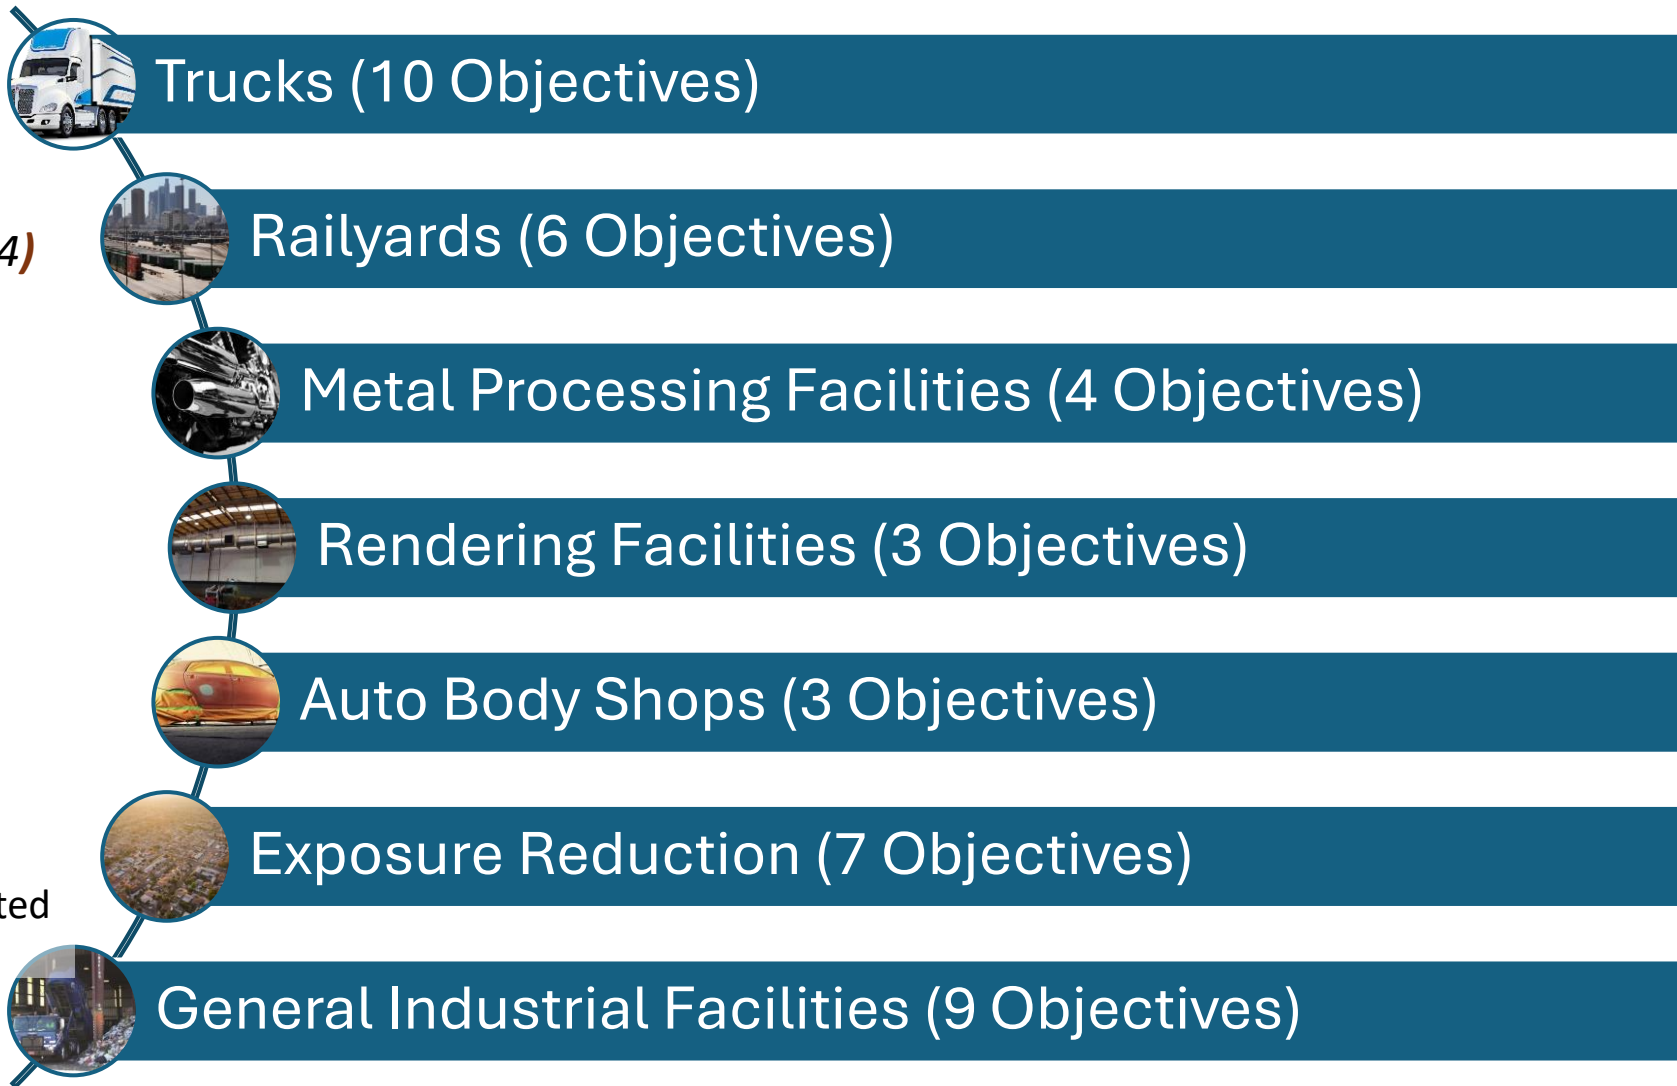 Trucks (10 Objectives)
4)
Railyards (6 Objectives)
Metal Processing Facilities (4 Objectives)
Rendering Facilities (3 Objectives)
Auto Body Shops (3 Objectives)
Exposure Reduction (7 Objectives)
ted
General Industrial Facilities (9 Objectives)